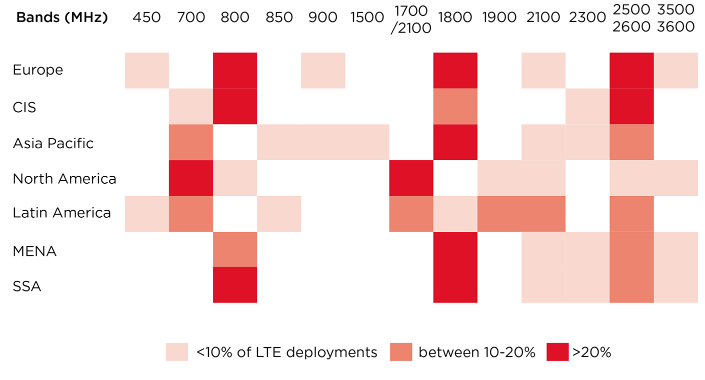 Bands (MHz) 450 700 800 850 900 1500 1700 /2100 1800 1900 2100 2300 2500 2600 3500 3600
Europe
CIS
Asia Pacific
North America
Latin America
MENA
SSA
<10% of LTE deployments between 10-20% >20%